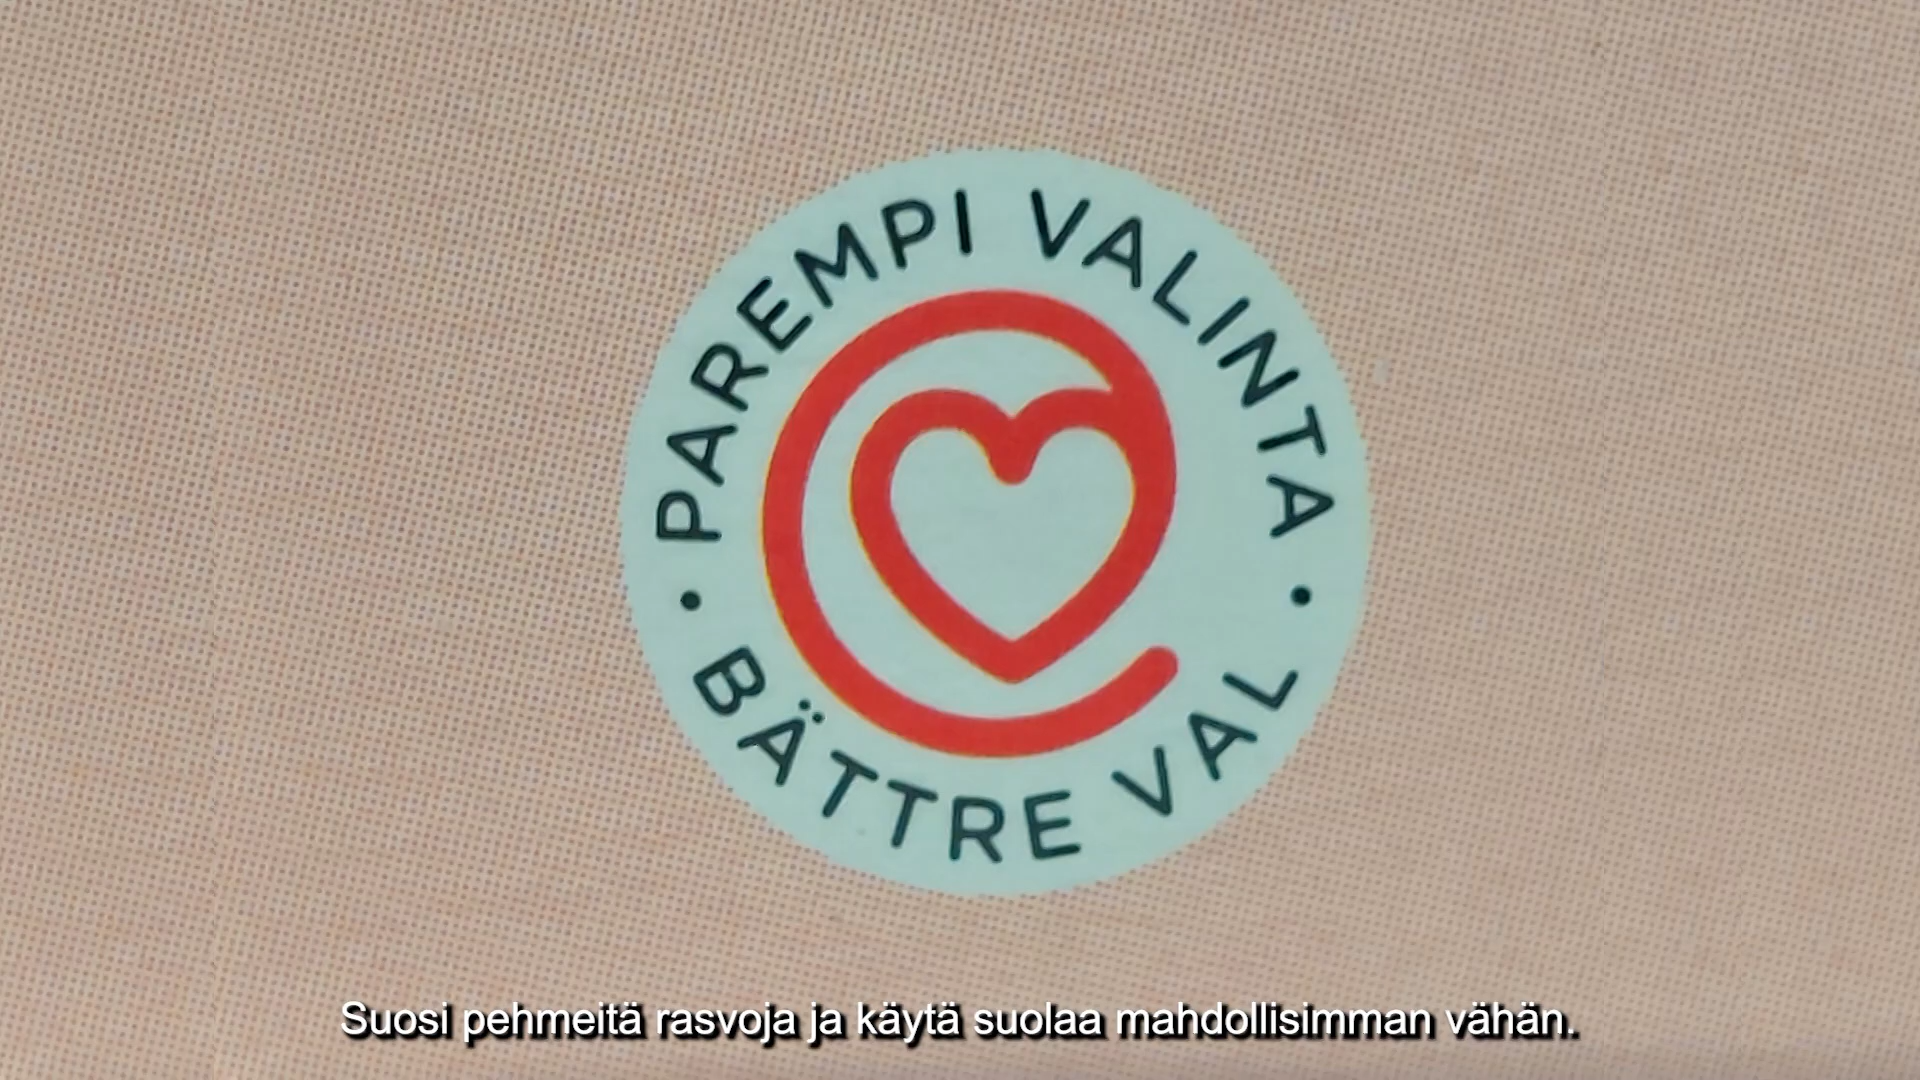 PAREMPI VALINTA
• BÄTTRE VAL •
Suosi pehmeitä rasvoja ja käytä suolaa mahdollisimman vähän.